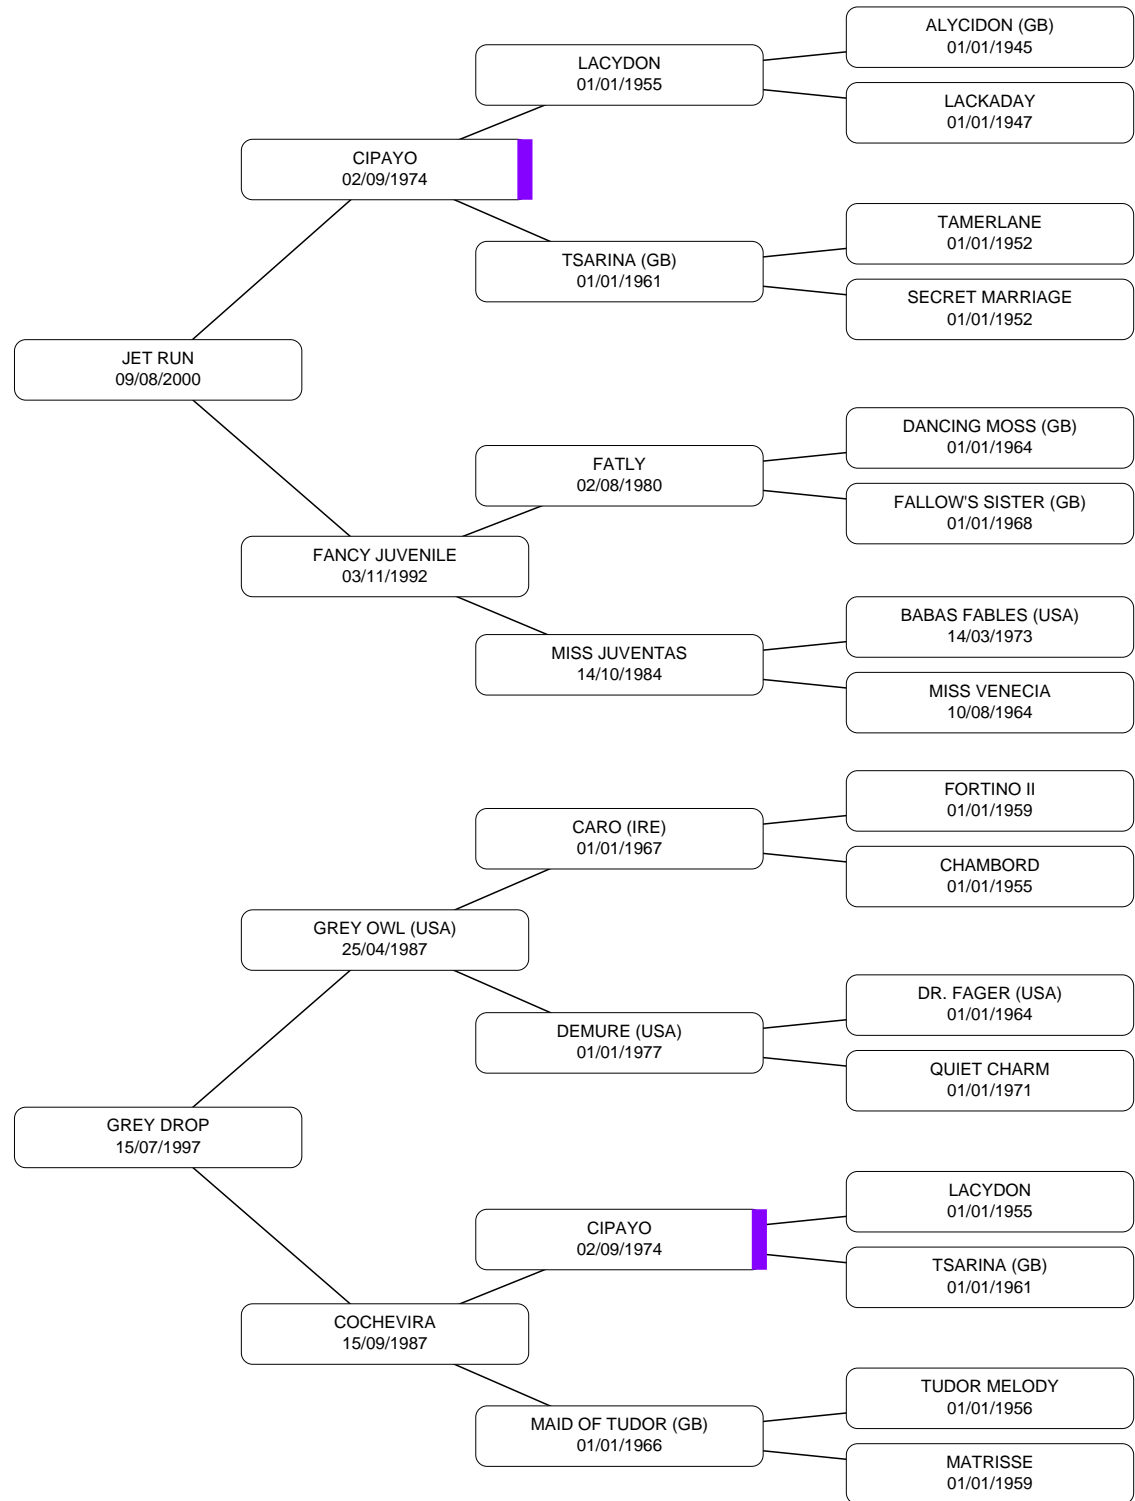 ALYCIDON (GB)
01/01/1945
LACYDON
01/01/1955
LACKADAY
01/01/1947
CIPAYO
02/09/1974
TAMERLANE
01/01/1952
TSARINA (GB)
01/01/1961
SECRET MARRIAGE
01/01/1952
JET RUN
09/08/2000
DANCING MOSS (GB)
01/01/1964
FATLY
02/08/1980
FALLOW'S SISTER (GB)
01/01/1968
FANCY JUVENILE
03/11/1992
BABAS FABLES (USA)
14/03/1973
MISS JUVENTAS
14/10/1984
MISS VENECIA
10/08/1964
FORTINO II
01/01/1959
CARO (IRE)
01/01/1967
CHAMBORD
01/01/1955
GREY OWL (USA)
25/04/1987
DR. FAGER (USA)
01/01/1964
DEMURE (USA)
01/01/1977
QUIET CHARM
01/01/1971
GREY DROP
15/07/1997
LACYDON
01/01/1955
CIPAYO
02/09/1974
TSARINA (GB)
01/01/1961
COCHEVIRA
15/09/1987
TUDOR MELODY
01/01/1956
MAID OF TUDOR (GB)
01/01/1966
MATRISSE
01/01/1959